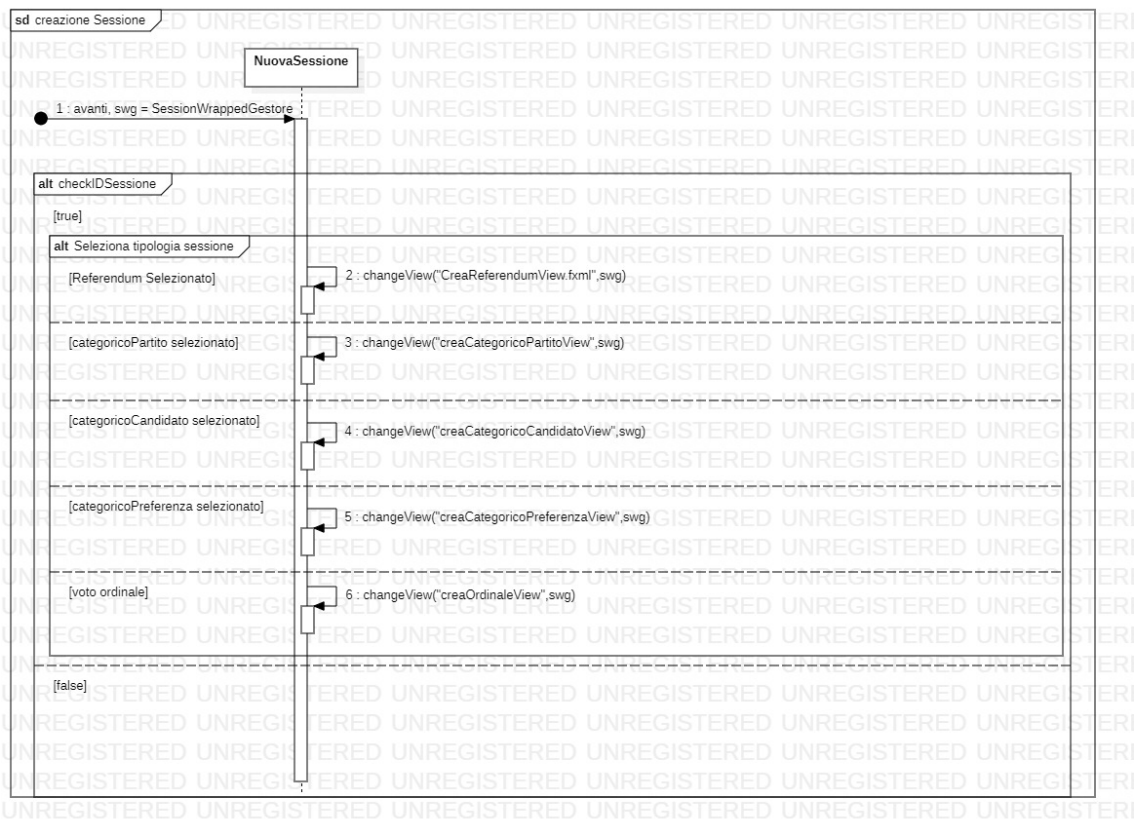 sd creazione Sessione
NuovaSessione
1 : avanti, swg = SessionWrappedGestore
alt checkIDSessione
[true]
alt Seleziona tipologia sessione
[Referendum Selezionato]
2 : changeView("CreaReferendumView.fxml",swg)
[categoricoPartito selezionato]
3 : changeView("creaCategoricoPartitoView",swg)
[categoricoCandidato selezionato]
4 : changeView("creaCategoricoCandidatoView",swg)
[categoricoPreferenza selezionato]
5 : changeView("creaCategoricoPreferenzaView",swg)
[voto ordinale]
6 : changeView("creaOrdinaleView",swg)
[false]
UNREGISTERED